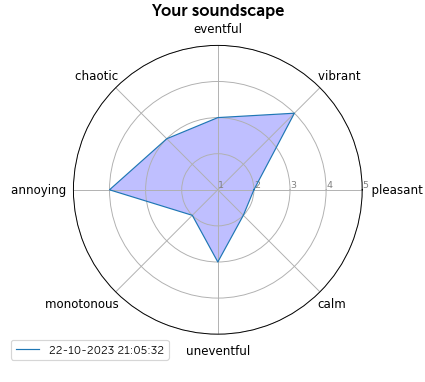 Your soundscape
eventful
chaotic
vibrant
annoying
1 2 3 4 5
pleasant
monotonous
calm
uneventful
22-10-2023 21:05:32